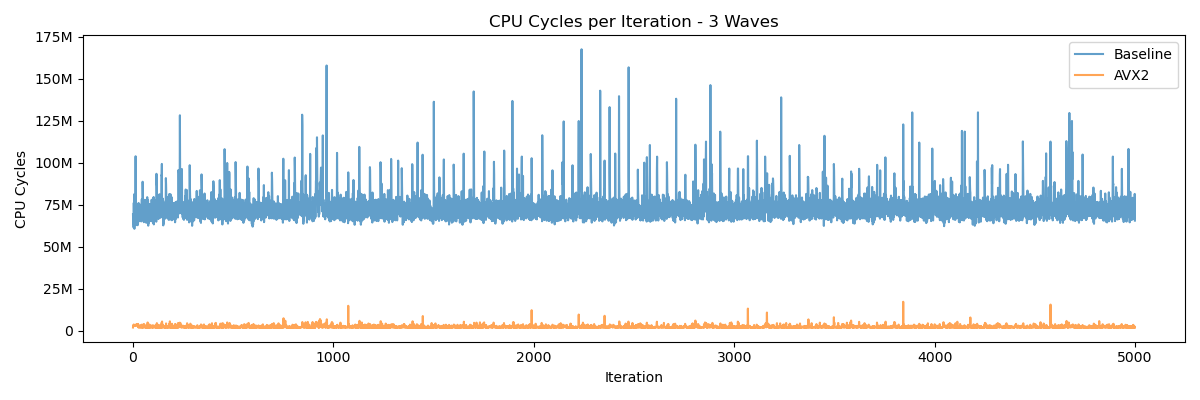 CPU Cycles per Iteration - 3 Waves
175M
150M
125M
100M
75M
50M
25M
0
CPU Cycles
Baseline
AVX2
0
1000
2000
3000
4000
5000
Iteration